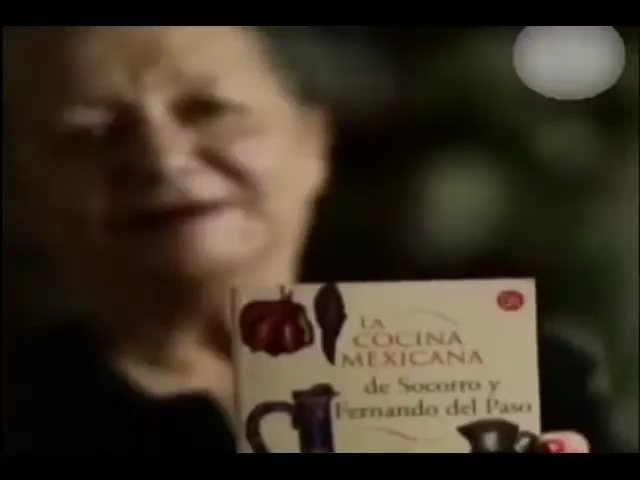 LA
COCINA
MEXICANA
de Socorro y
Fernando del Paso